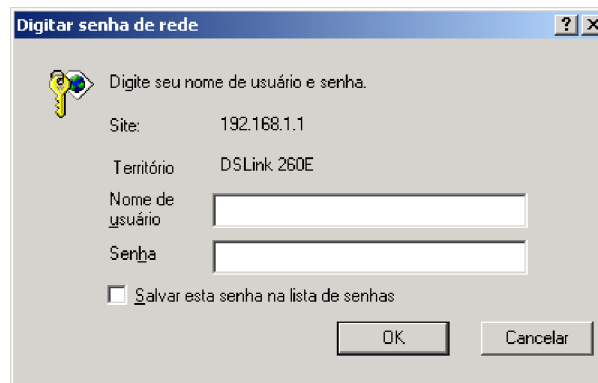 Digitar senha de rede
Digite seu nome de usuário e senha.
Site: 192.168.1.1
Território DSLink 260E
Nome de
usuário
Senha
Salvar esta senha na lista de senhas
OK Cancelar